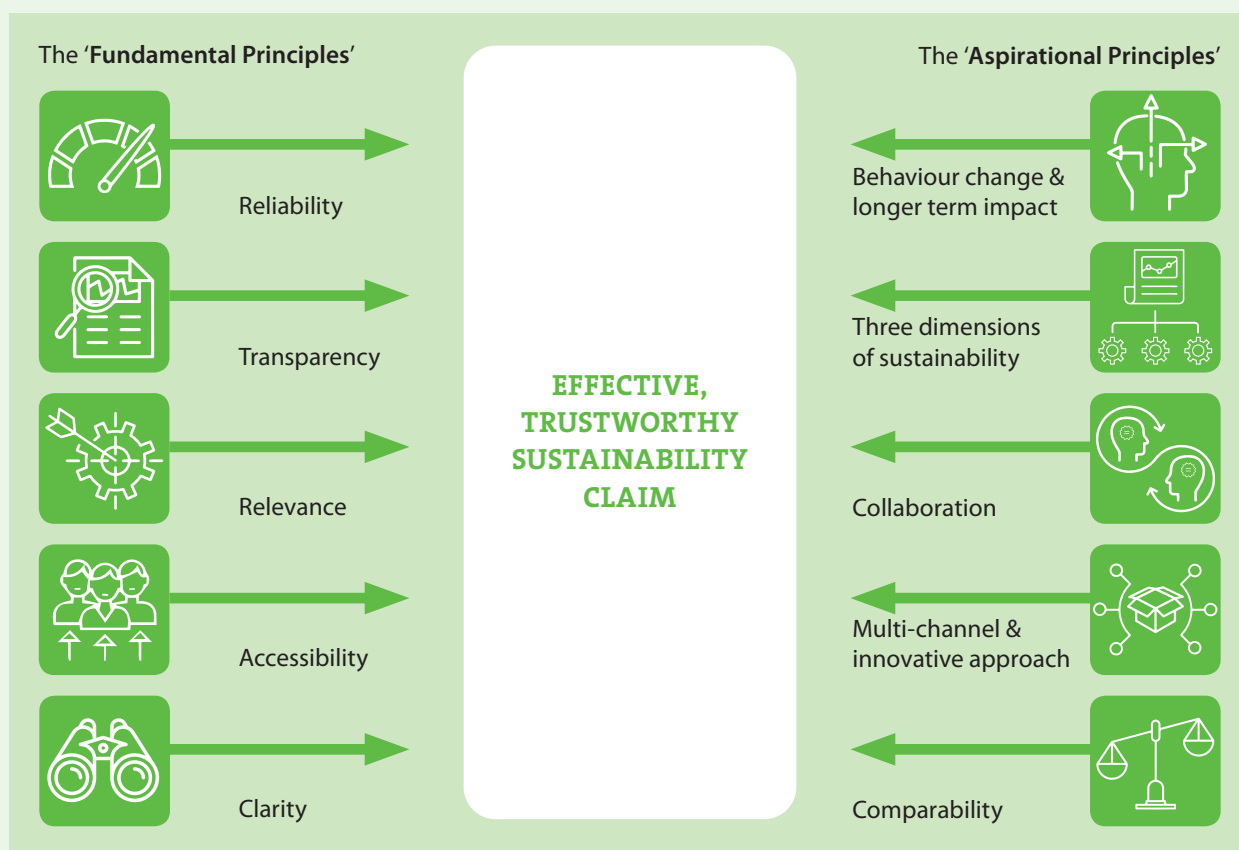 The ‘Fundamental Principles’
Reliability
Transparency
Relevance
Accessibility
Clarity
EFFECTIVE,
TRUSTWORTHY
SUSTAINABILITY
CLAIM
The ‘Aspirational Principles’
Behaviour change &
longer term impact
Three dimensions
of sustainability
Collaboration
Multi-channel &
innovative approach
Comparability